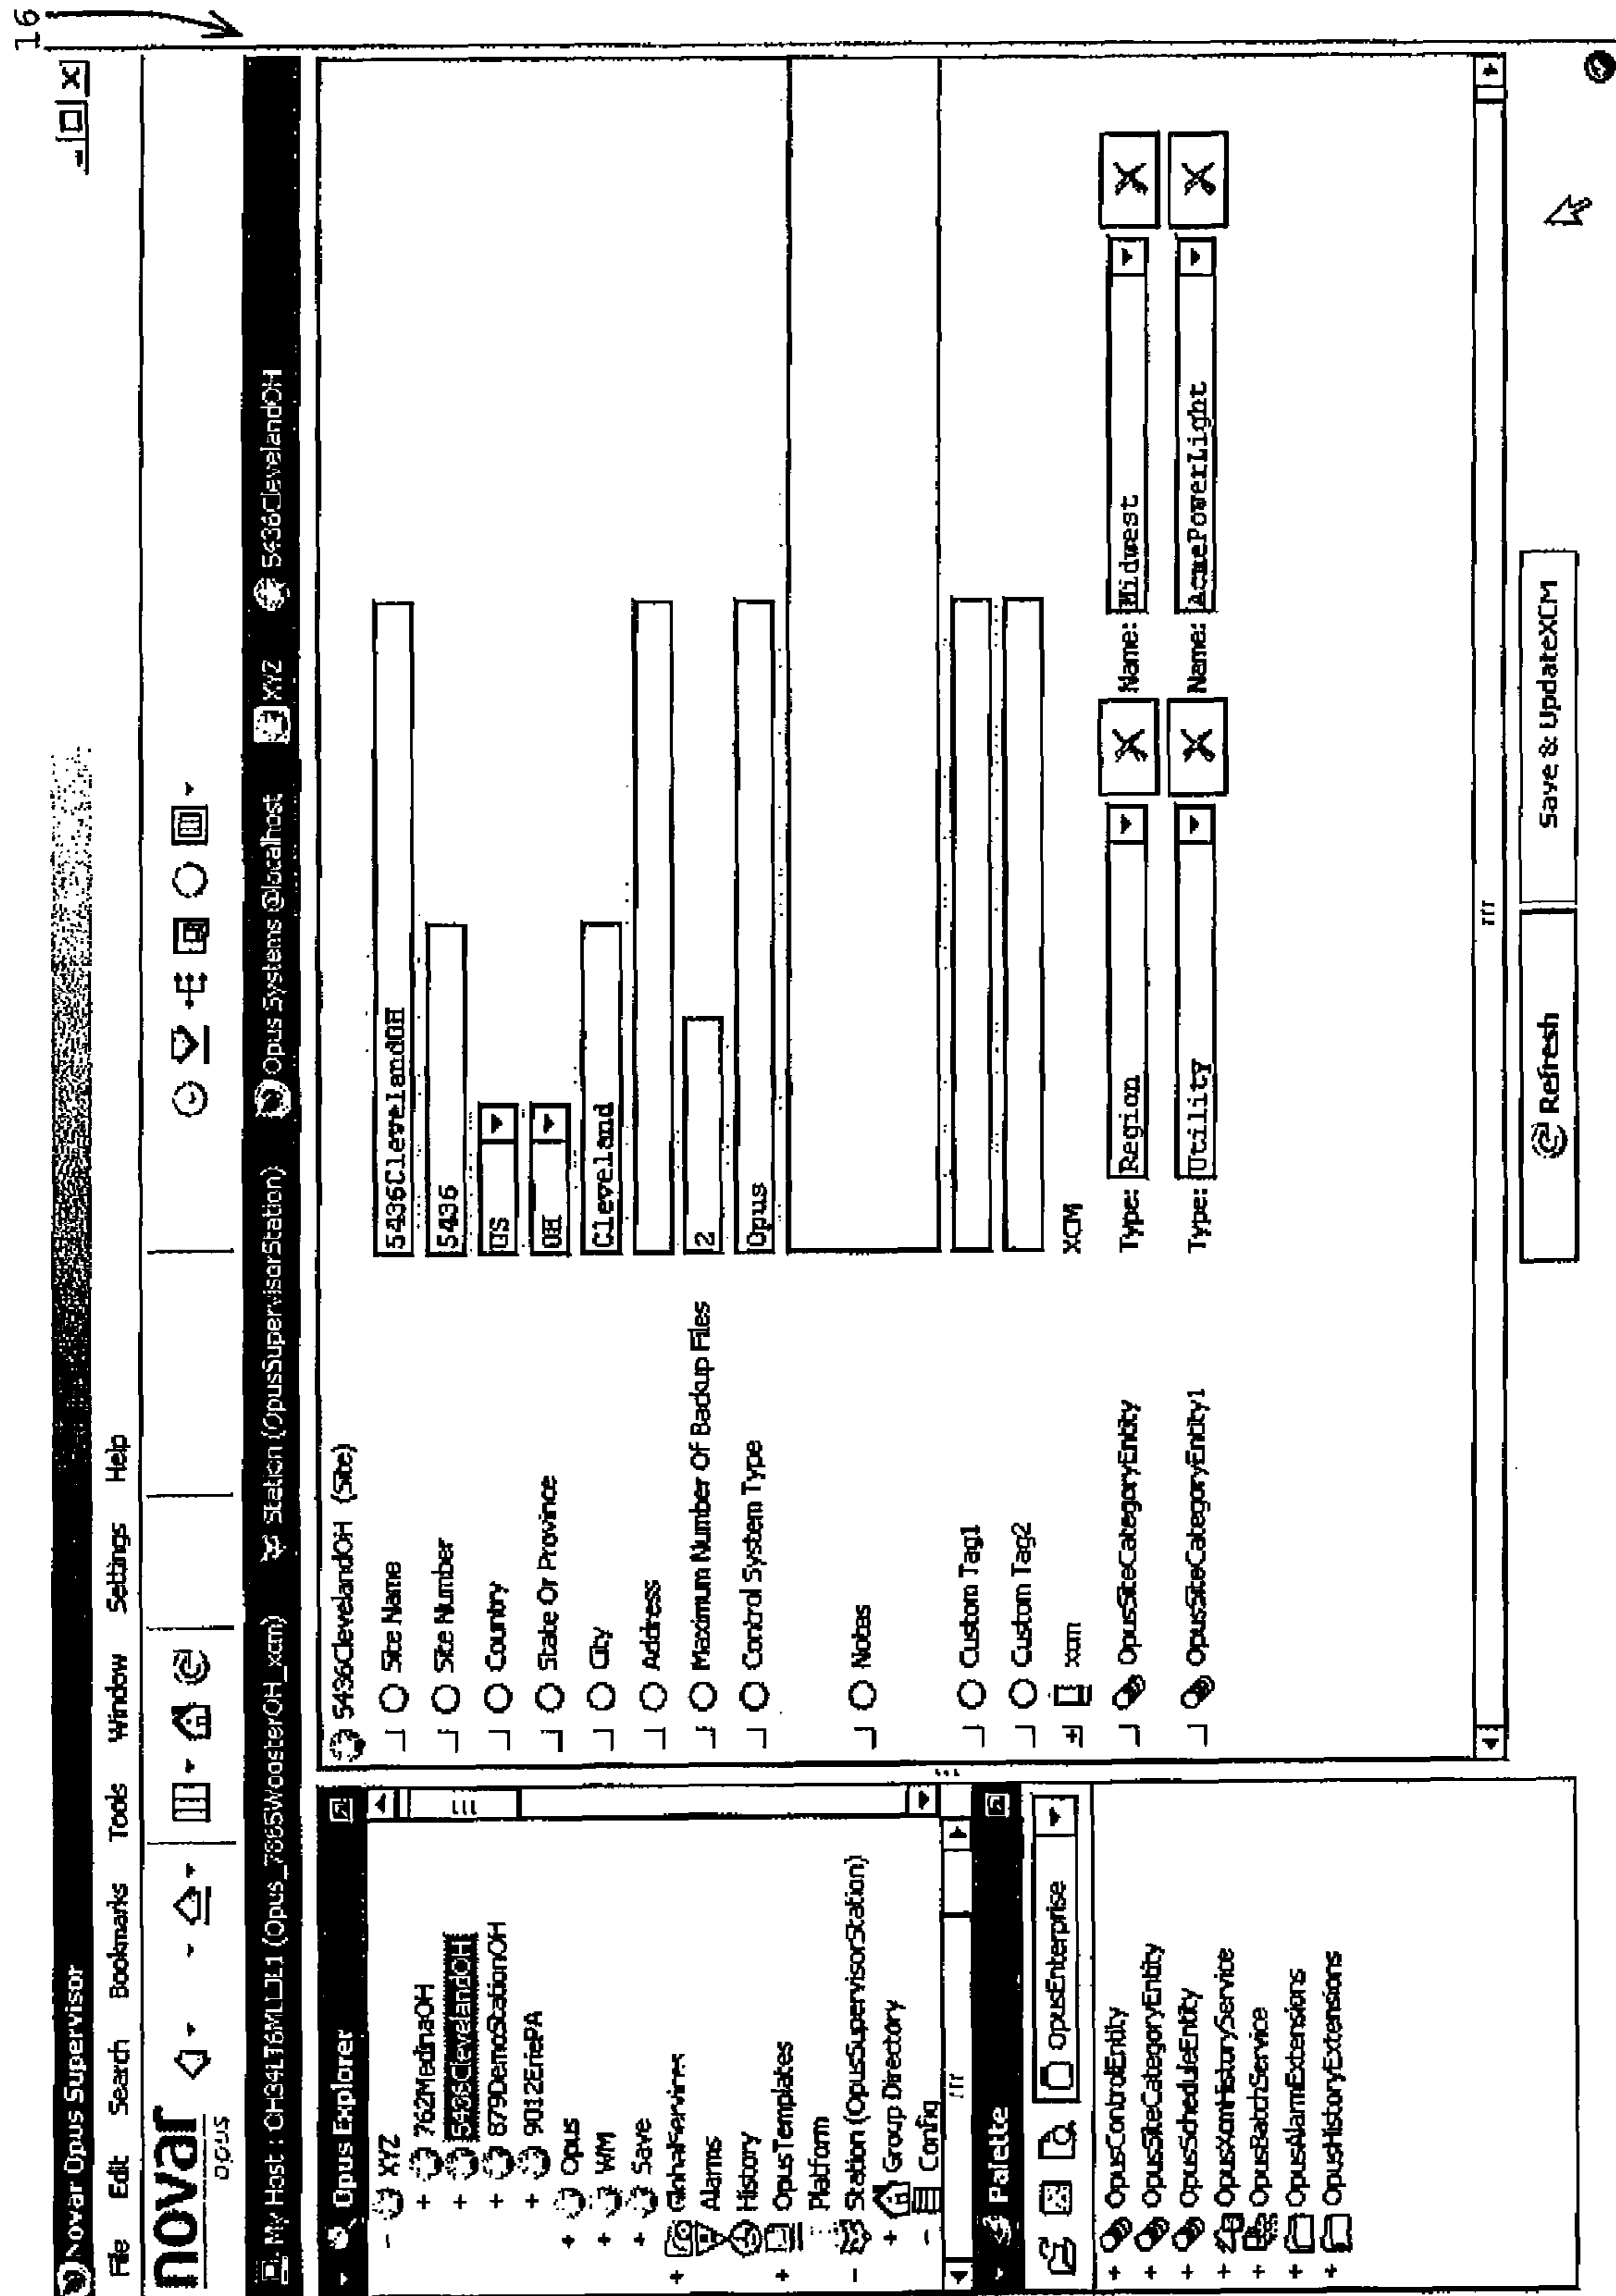 16
Novar Opus Supervisor
File Edit Search Bookmarks Tools Window Settings Help
novar
opus
My Host : CH34LT6MLLJL1 (Opus_7865WoosterOH_xcm) Station (OpusSupervisorStation) Opus Systems @localhost XYZ 5436ClevelandOH
Opus Explorer
XYZ
762MedinaOH
5436ClevelandOH
879DemoStationOH
9012EriePA
Opus
WM
Save
GlobalServices
Alarms
History
OpusTemplates
Platform
Station (OpusSupervisorStation)
Group Directory
Config
Palette
OpusEnterprise
OpusControlEntity
OpusSiteCategoryEntity
OpusScheduleEntity
OpusXcmHistoryService
OpusBatchService
OpusAlarmExtensions
OpusHistoryExtensions
5436ClevelandOH (Site)
Site Name 5436ClevelandOH
Site Number 5436
Country US
State Or Province OH
City Cleveland
Address
Maximum Number Of Backup Files 2
Control System Type Opus
Notes
Custom Tag1
Custom Tag2
xcm XCM
OpusSiteCategoryEntity Type: Region Name: Midwest
OpusSiteCategoryEntity1 Type: Utility Name: AcmePowerLight
Refresh Save & UpdateXCM